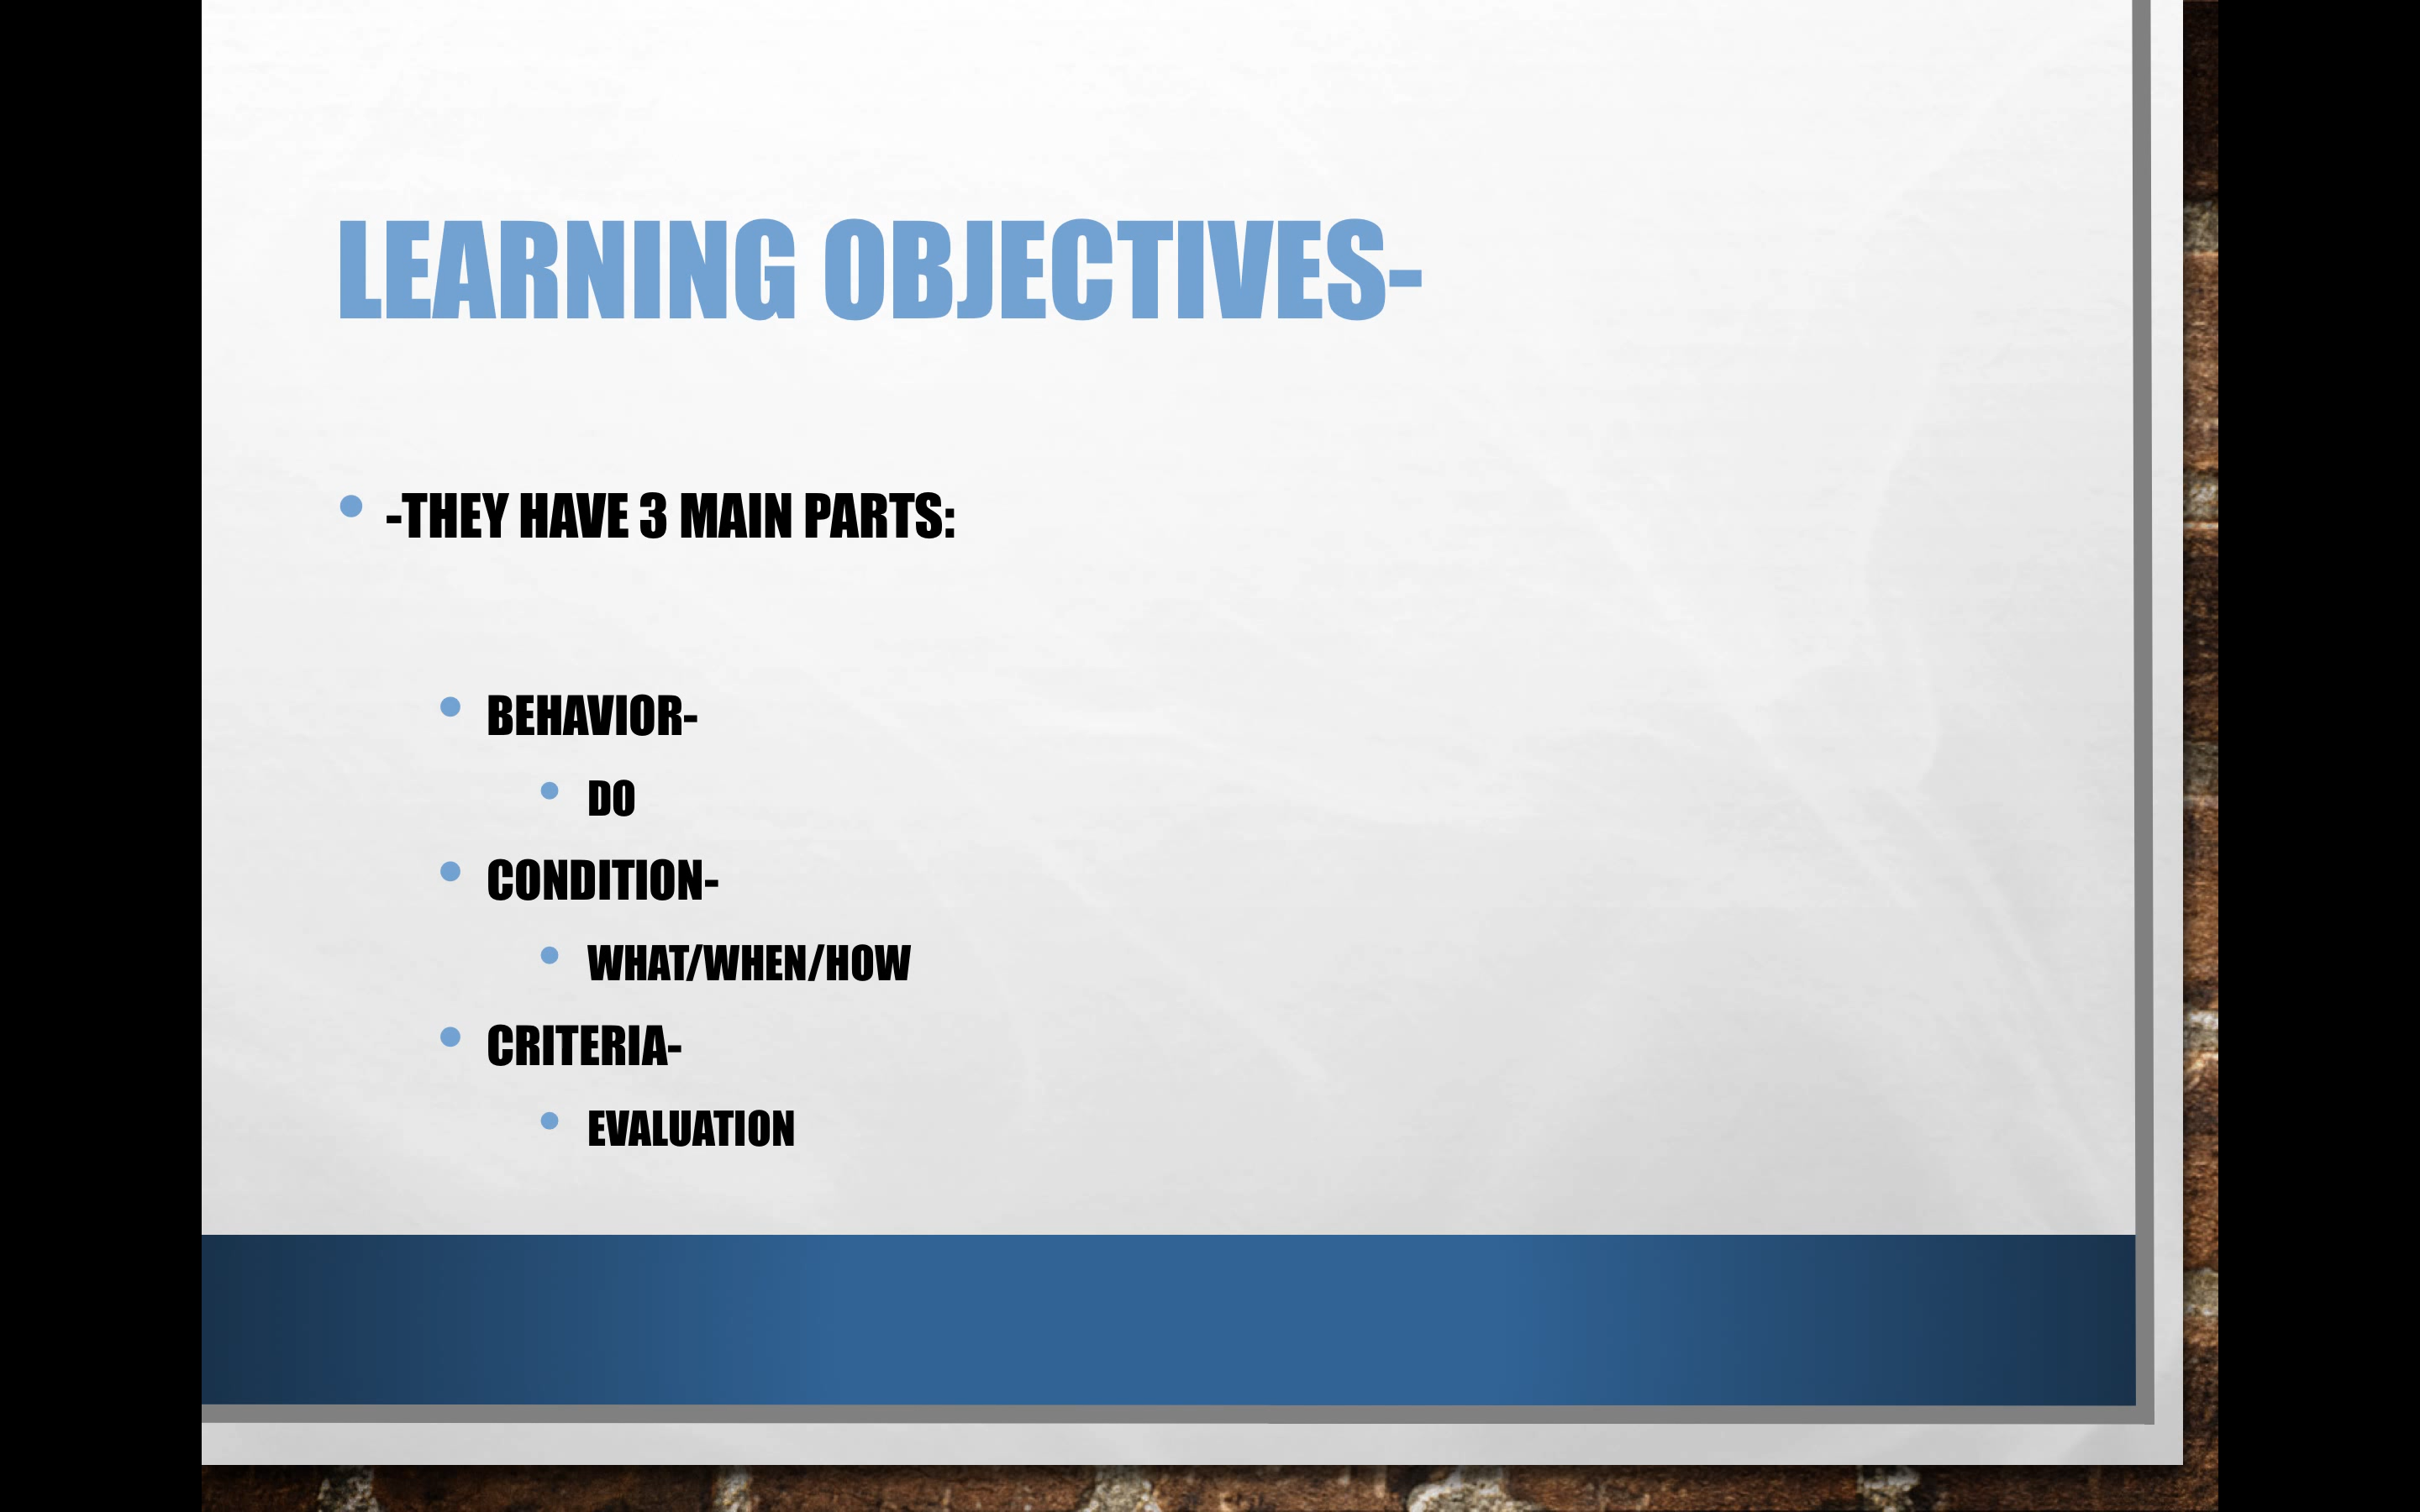 LEARNING OBJECTIVES-
-THEY HAVE 3 MAIN PARTS:
BEHAVIOR-
DO
CONDITION-
WHAT/WHEN/HOW
CRITERIA-
EVALUATION